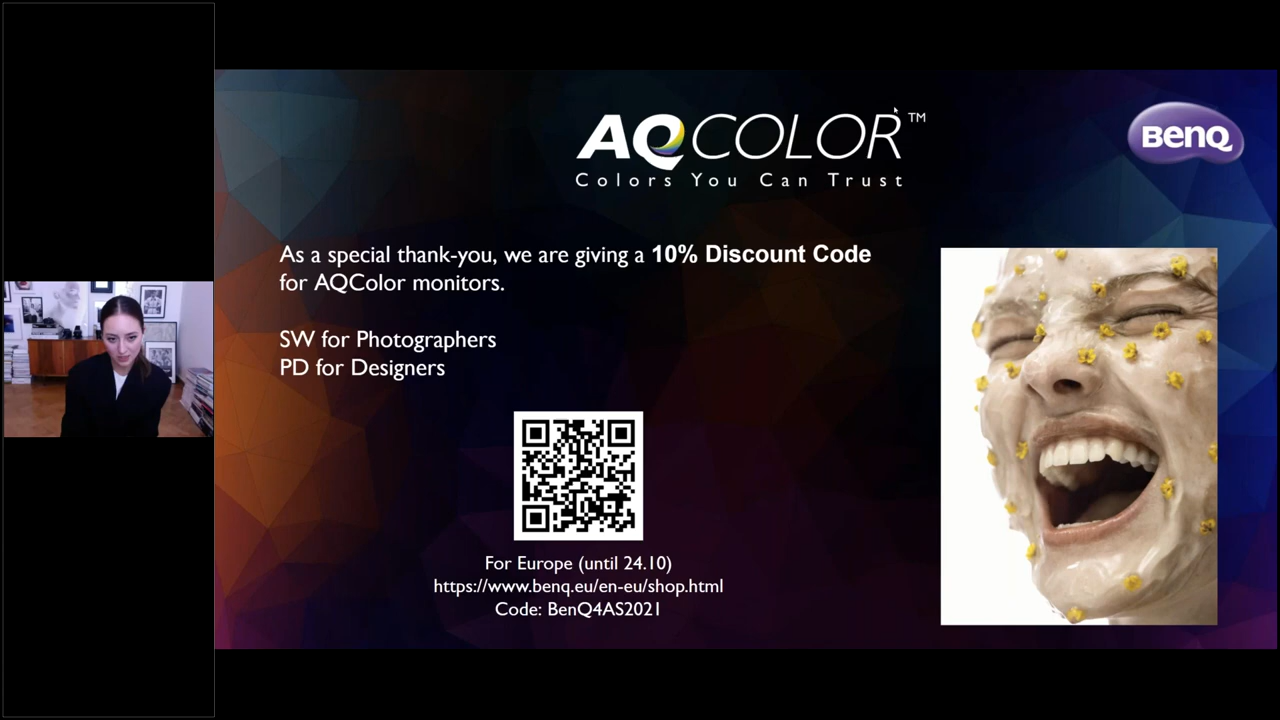 AQCOLOR™
Colors You Can Trust
BenQ
As a special thank-you, we are giving a 10% Discount Code
for AQColor monitors.
SW for Photographers
PD for Designers
For Europe (until 24.10)
https://www.benq.eu/en-eu/shop.html
Code: BenQ4AS2021